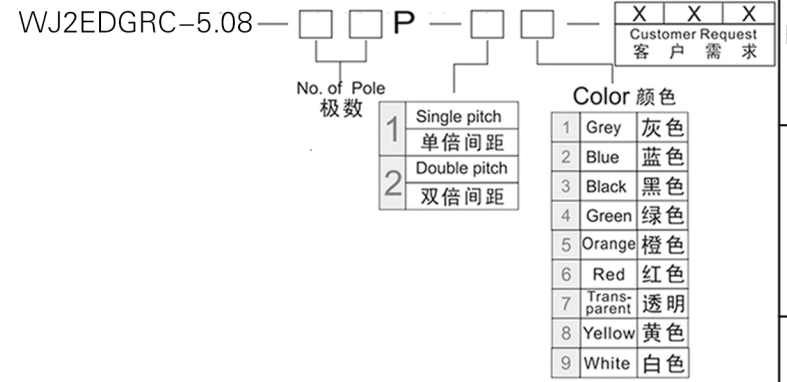 WJ2EDGRC-5.08 — □ □ P — □ □ — X X X
Customer Request
客户需求
No. of Pole
极数
1 Single pitch
单倍间距
2 Double pitch
双倍间距
Color 颜色
1 Grey 灰色
2 Blue 蓝色
3 Black 黑色
4 Green 绿色
5 Orange 橙色
6 Red 红色
7 Trans-
parent 透明
8 Yellow 黄色
9 White 白色